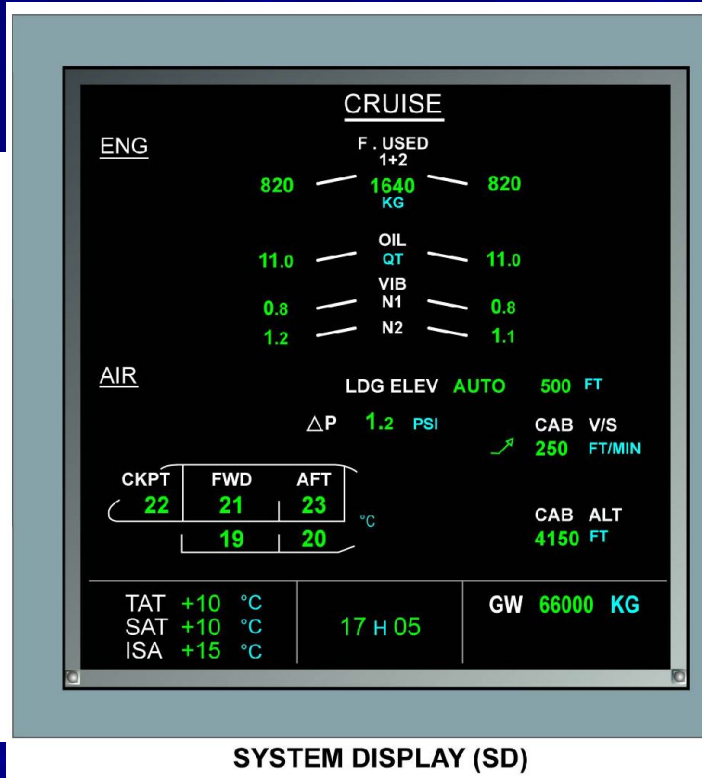 CRUISE
ENG
F . USED
1+2
820 1640 820
KG
OIL
11.0 QT 11.0
VIB
0.8 N1 0.8
1.2 N2 1.1
AIR
LDG ELEV AUTO 500 FT
△P 1.2 PSI
CAB V/S
250 FT/MIN
CKPT FWD AFT
22 21 23
°C
19 20
CAB ALT
4150 FT
TAT +10 °C
SAT +10 °C
ISA +15 °C
17 H 05
GW 66000 KG
SYSTEM DISPLAY (SD)